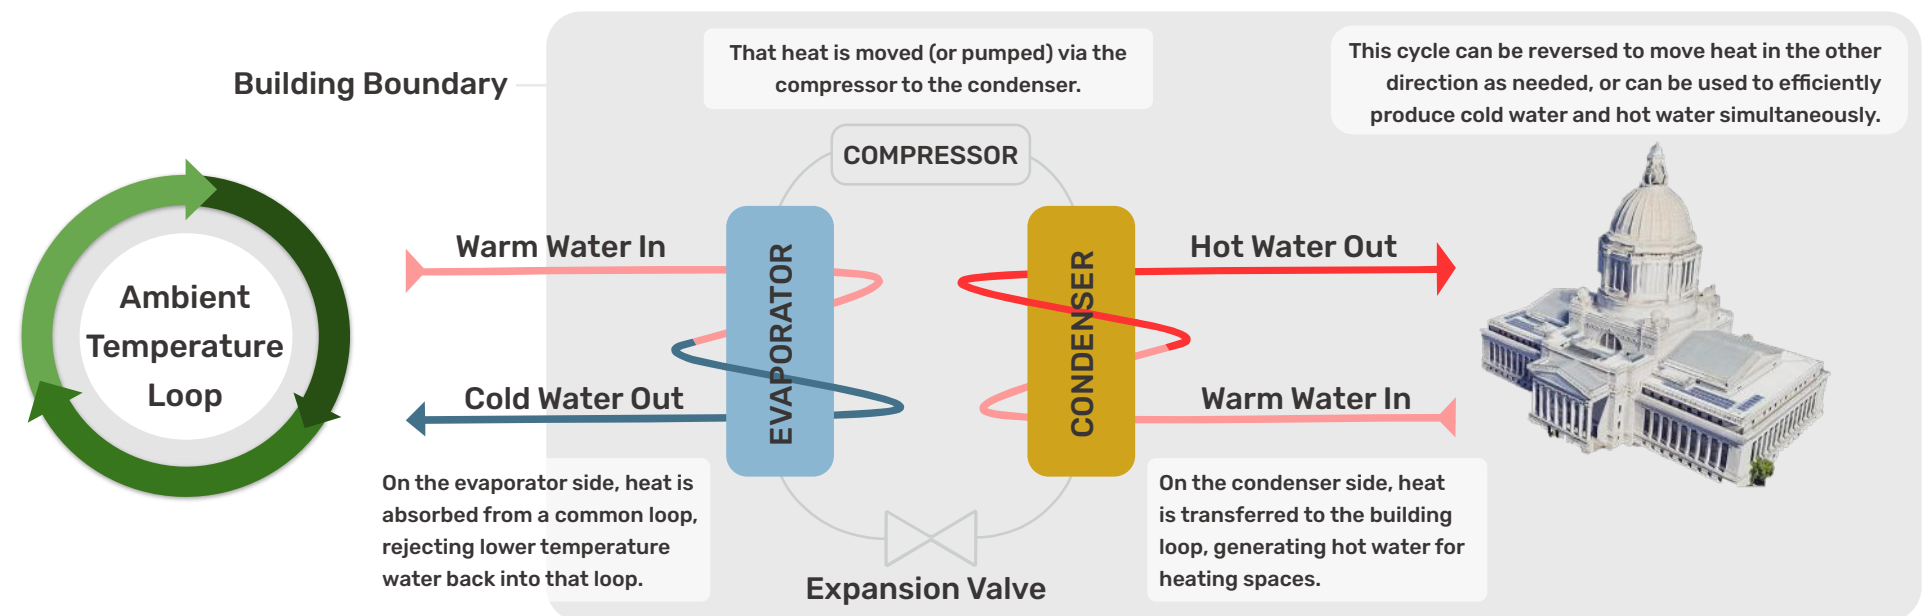 Building Boundary
That heat is moved (or pumped) via the
compressor to the condenser.
This cycle can be reversed to move heat in the other
direction as needed, or can be used to efficiently
produce cold water and hot water simultaneously.
COMPRESSOR
Ambient
Temperature
Loop
Warm Water In
Cold Water Out
EVAPORATOR
CONDENSER
Hot Water Out
Warm Water In
On the evaporator side, heat is
absorbed from a common loop,
rejecting lower temperature
water back into that loop.
Expansion Valve
On the condenser side, heat
is transferred to the building
loop, generating hot water for
heating spaces.